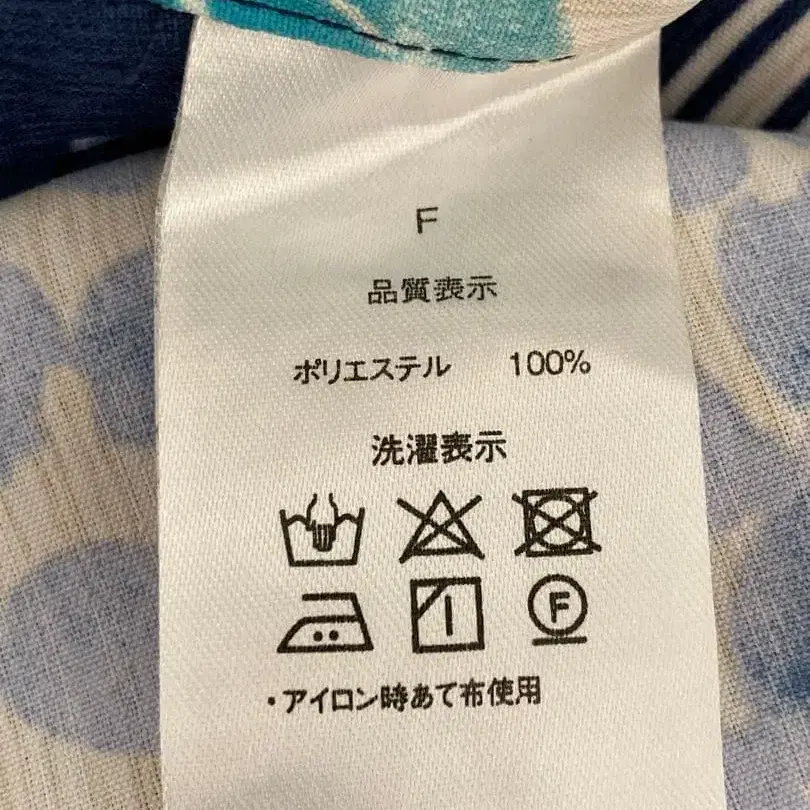 F
品質表示
ポリエステル 100%
洗濯表示
F
・アイロン時あて布使用